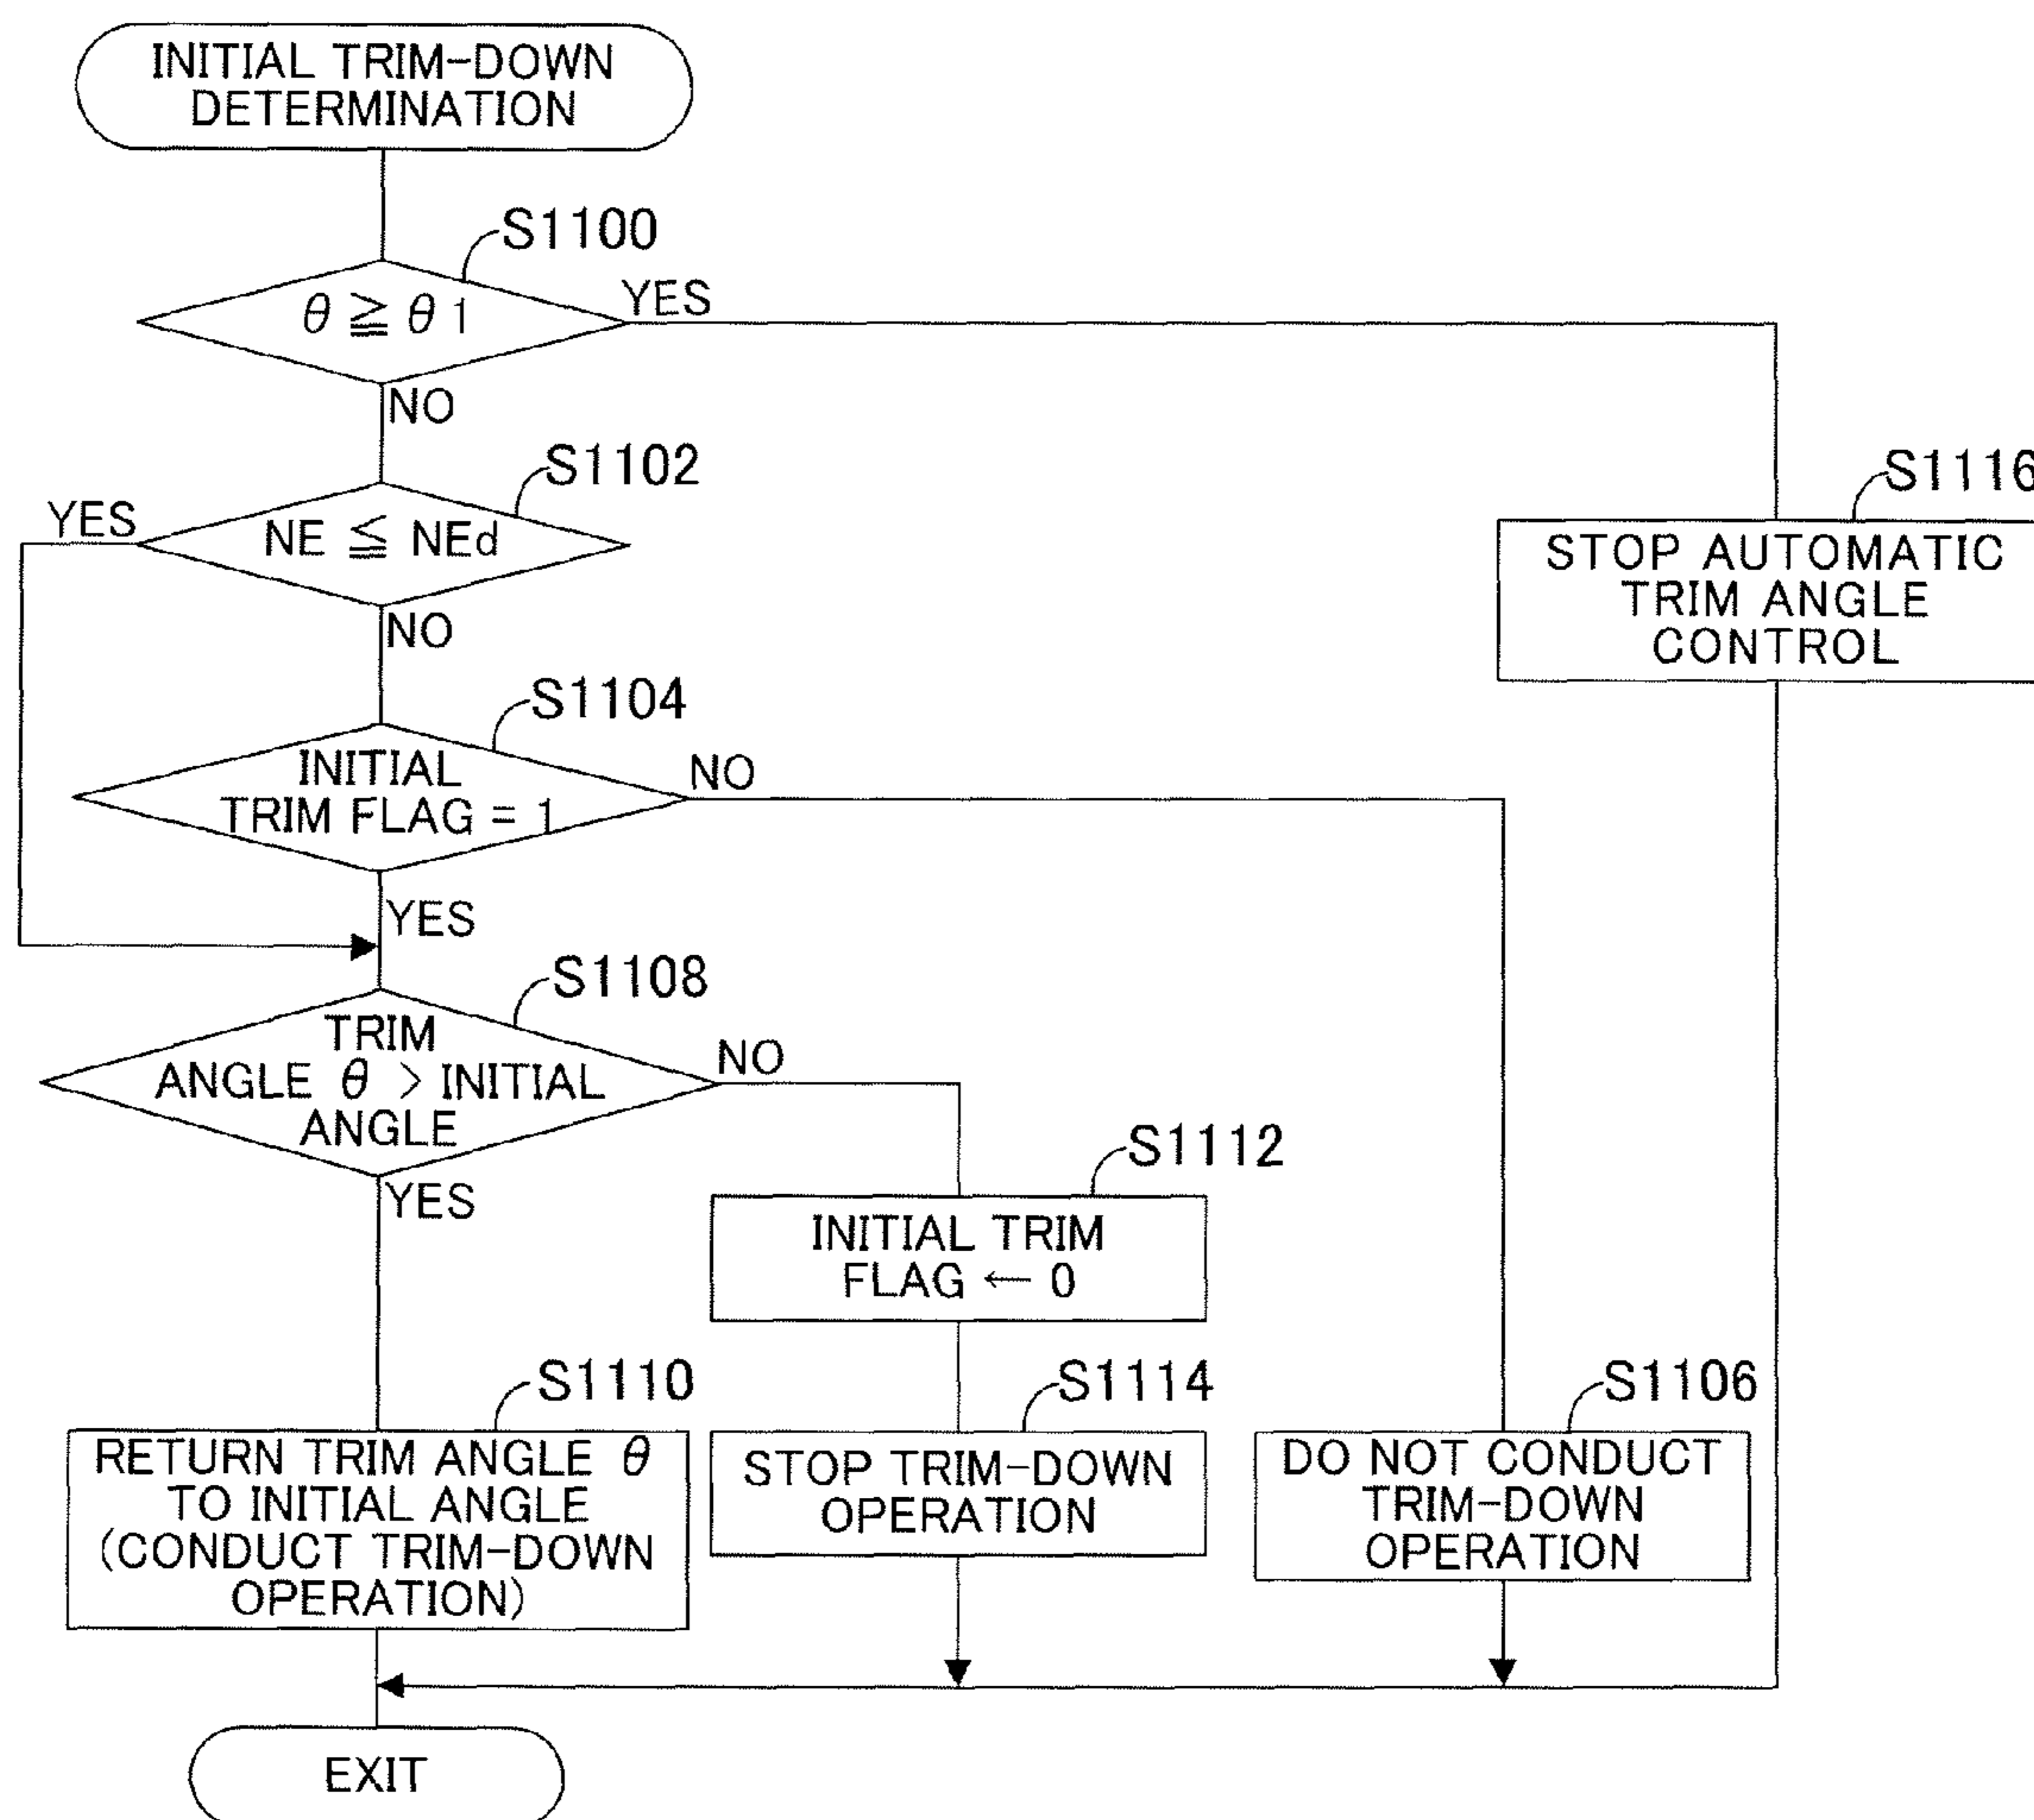 INITIAL TRIM-DOWN
DETERMINATION
S1100
θ ≧ θ 1
YES
NO
S1102
YES
NE ≦ NEd
NO
S1116
STOP AUTOMATIC
TRIM ANGLE
CONTROL
S1104
INITIAL
TRIM FLAG = 1
NO
YES
S1108
TRIM
ANGLE θ > INITIAL
ANGLE
NO
YES
S1112
INITIAL TRIM
FLAG ← 0
S1110
RETURN TRIM ANGLE θ
TO INITIAL ANGLE
(CONDUCT TRIM-DOWN
OPERATION)
S1114
STOP TRIM-DOWN
OPERATION
S1106
DO NOT CONDUCT
TRIM-DOWN
OPERATION
EXIT